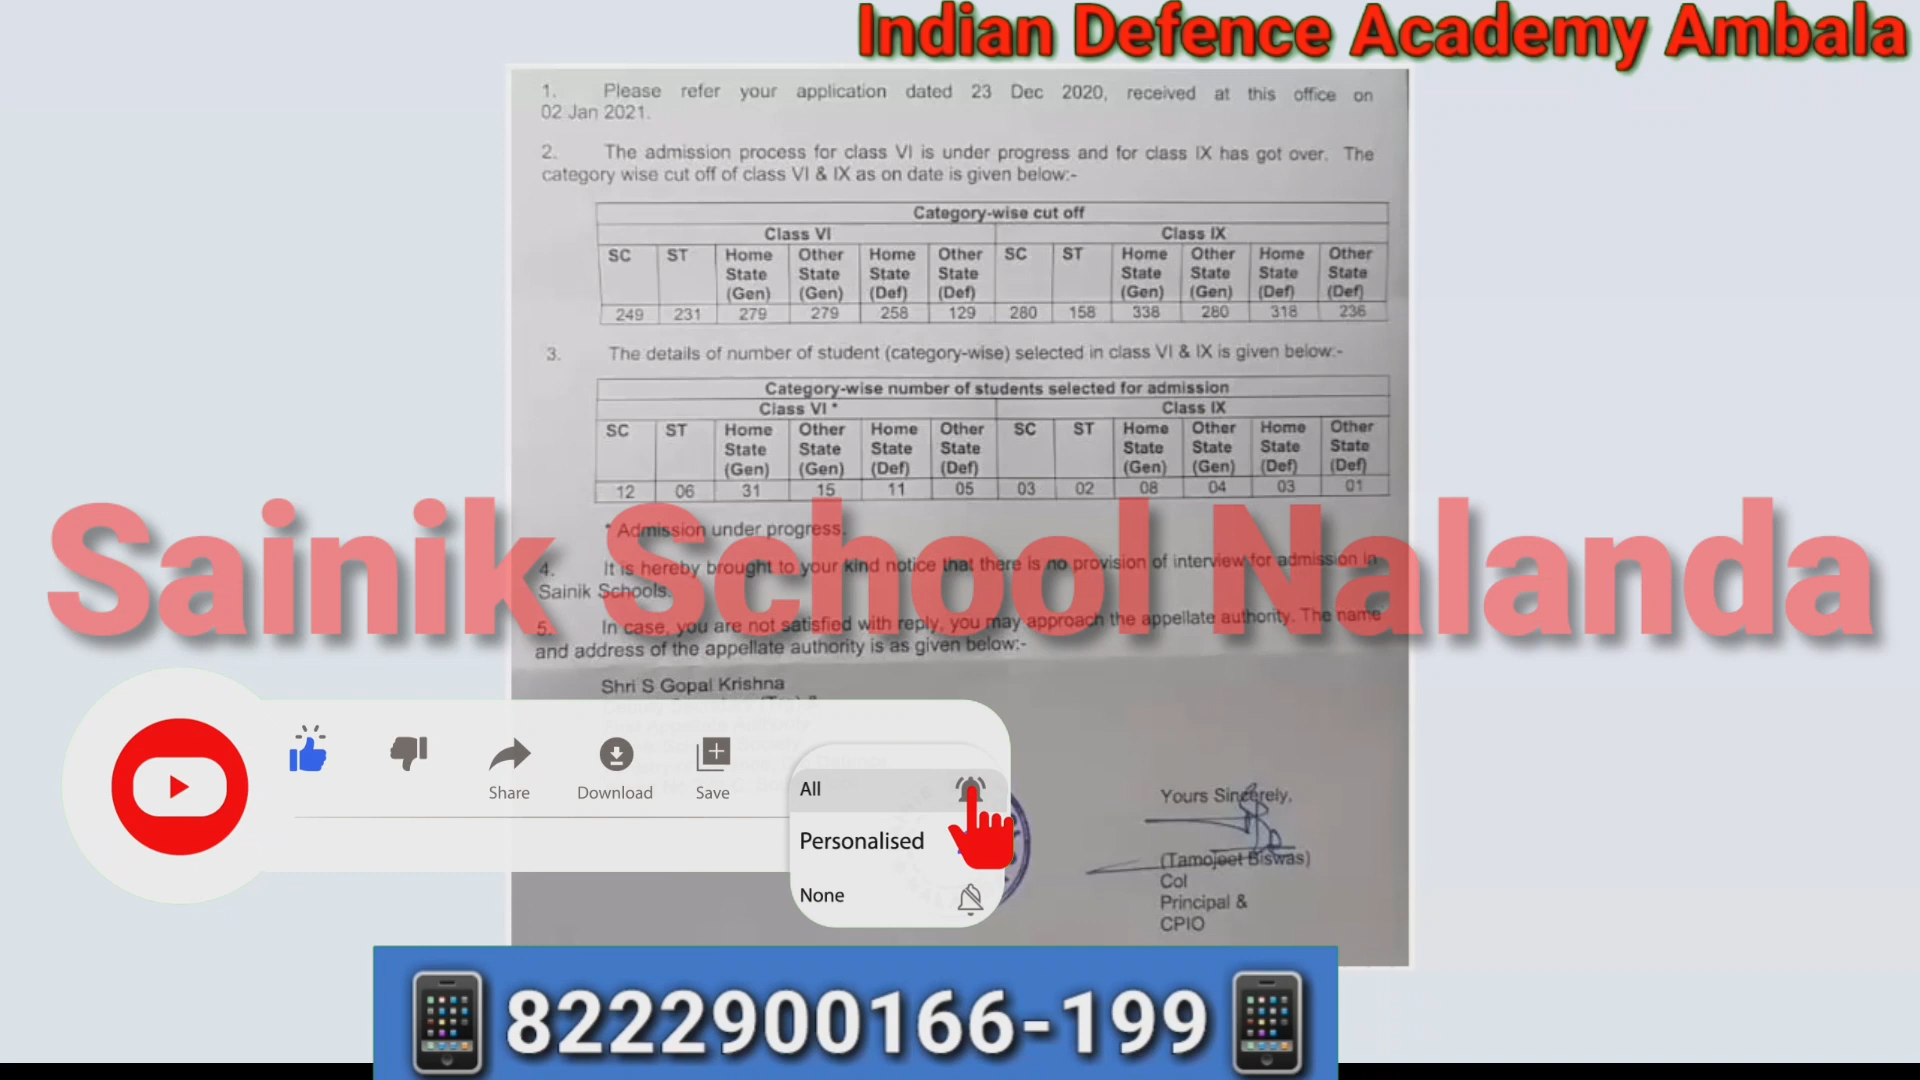 Indian Defence Academy Ambala
1. Please refer your application dated 23 Dec 2020, received at this office on
02 Jan 2021.
2. The admission process for class VI is under progress and for class IX has got over. The
category wise cut off of class VI & IX as on date is given below:-
Category-wise cut off
Class VI Class IX
SC ST Home Other Home Other SC ST Home Other Home Other
State State State State State State State State
(Gen) (Gen) (Def) (Def) (Gen) (Gen) (Def) (Def)
249 231 279 279 258 129 280 158 338 280 318 236
3. The details of number of student (category-wise) selected in class VI & IX is given below:-
Category-wise number of students selected for admission
Class VI * Class IX
SC ST Home Other Home Other SC ST Home Other Home Other
State State State State State State State State
(Gen) (Gen) (Def) (Def) (Gen) (Gen) (Def) (Def)
12 06 31 15 11 05 03 02 08 04 03 01
* Admission under progress.
Sainik School Nalanda
4. It is hereby brought to your kind notice that there is no provision of interview for admission in
Sainik Schools.
5. In case, you are not satisfied with reply, you may approach the appellate authority. The name
and address of the appellate authority is as given below:-
Shri S Gopal Krishna
Share Download Save
All
Personalised
None
Yours Sincerely,
(Tamojeet Biswas)
Col
Principal &
CPIO
8222900166-199